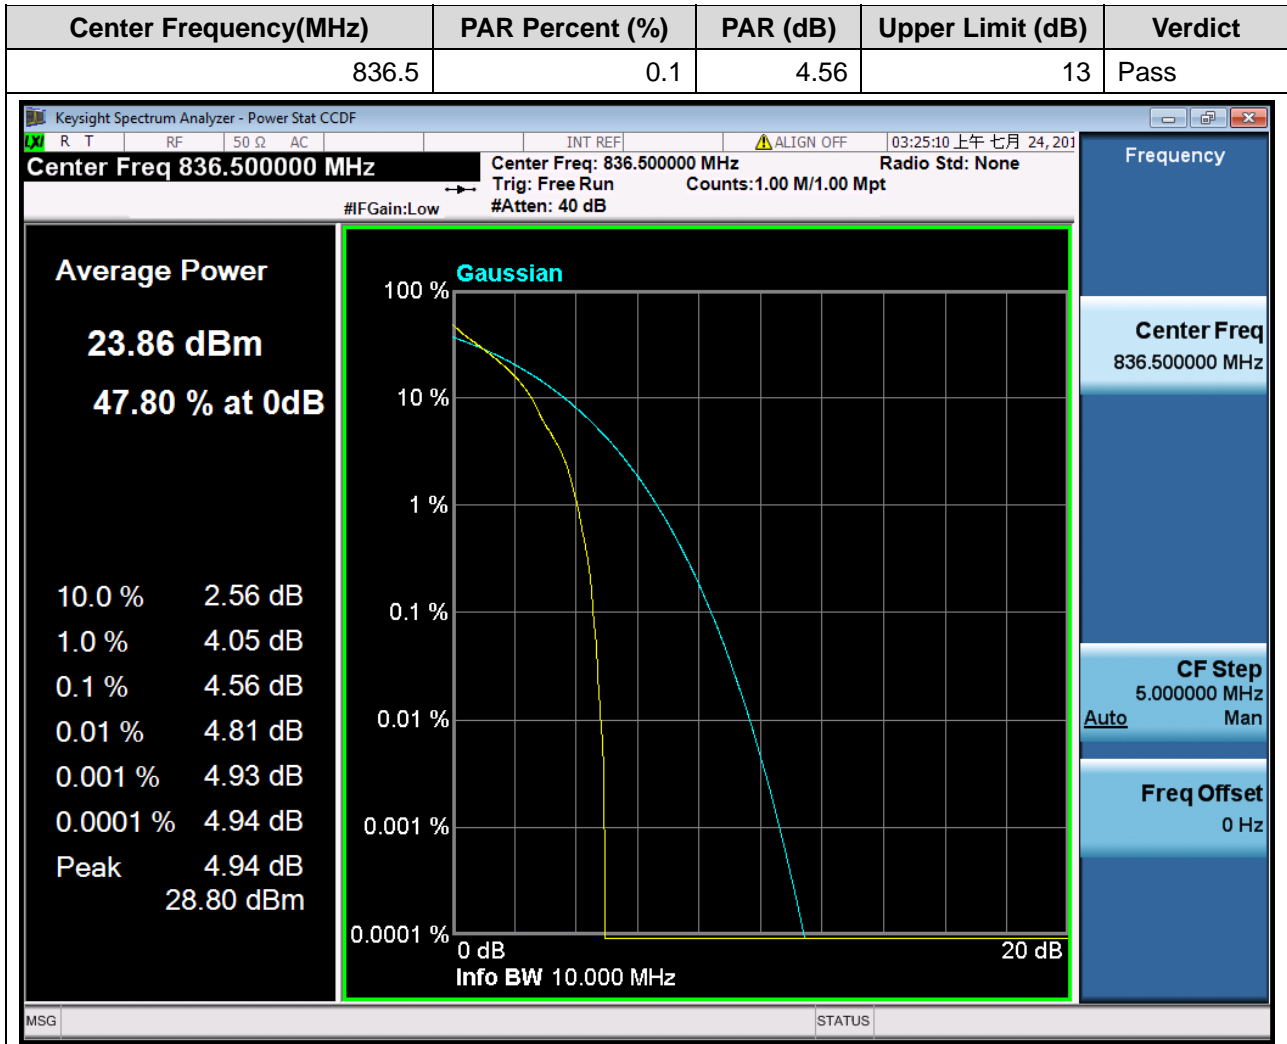 Center Frequency(MHz) PAR Percent (%) PAR (dB) Upper Limit (dB) Verdict
836.5 0.1 4.56 13 Pass
Keysight Spectrum Analyzer - Power Stat CCDF
LXI R T RF 50 Ω AC INT REF ALIGN OFF 03:25:10 上午 七月 24, 201
Center Freq 836.500000 MHz
Center Freq: 836.500000 MHz Radio Std: None
Trig: Free Run Counts:1.00 M/1.00 Mpt
#IFGain:Low #Atten: 40 dB
Average Power
23.86 dBm
47.80 % at 0dB
10.0 % 2.56 dB
1.0 % 4.05 dB
0.1 % 4.56 dB
0.01 % 4.81 dB
0.001 % 4.93 dB
0.0001 % 4.94 dB
Peak 4.94 dB
28.80 dBm
Gaussian
100 %
10 %
1 %
0.1 %
0.01 %
0.001 %
0.0001 %
0 dB 20 dB
Info BW 10.000 MHz
Frequency
Center Freq
836.500000 MHz
CF Step
5.000000 MHz
Auto Man
Freq Offset
0 Hz
MSG STATUS